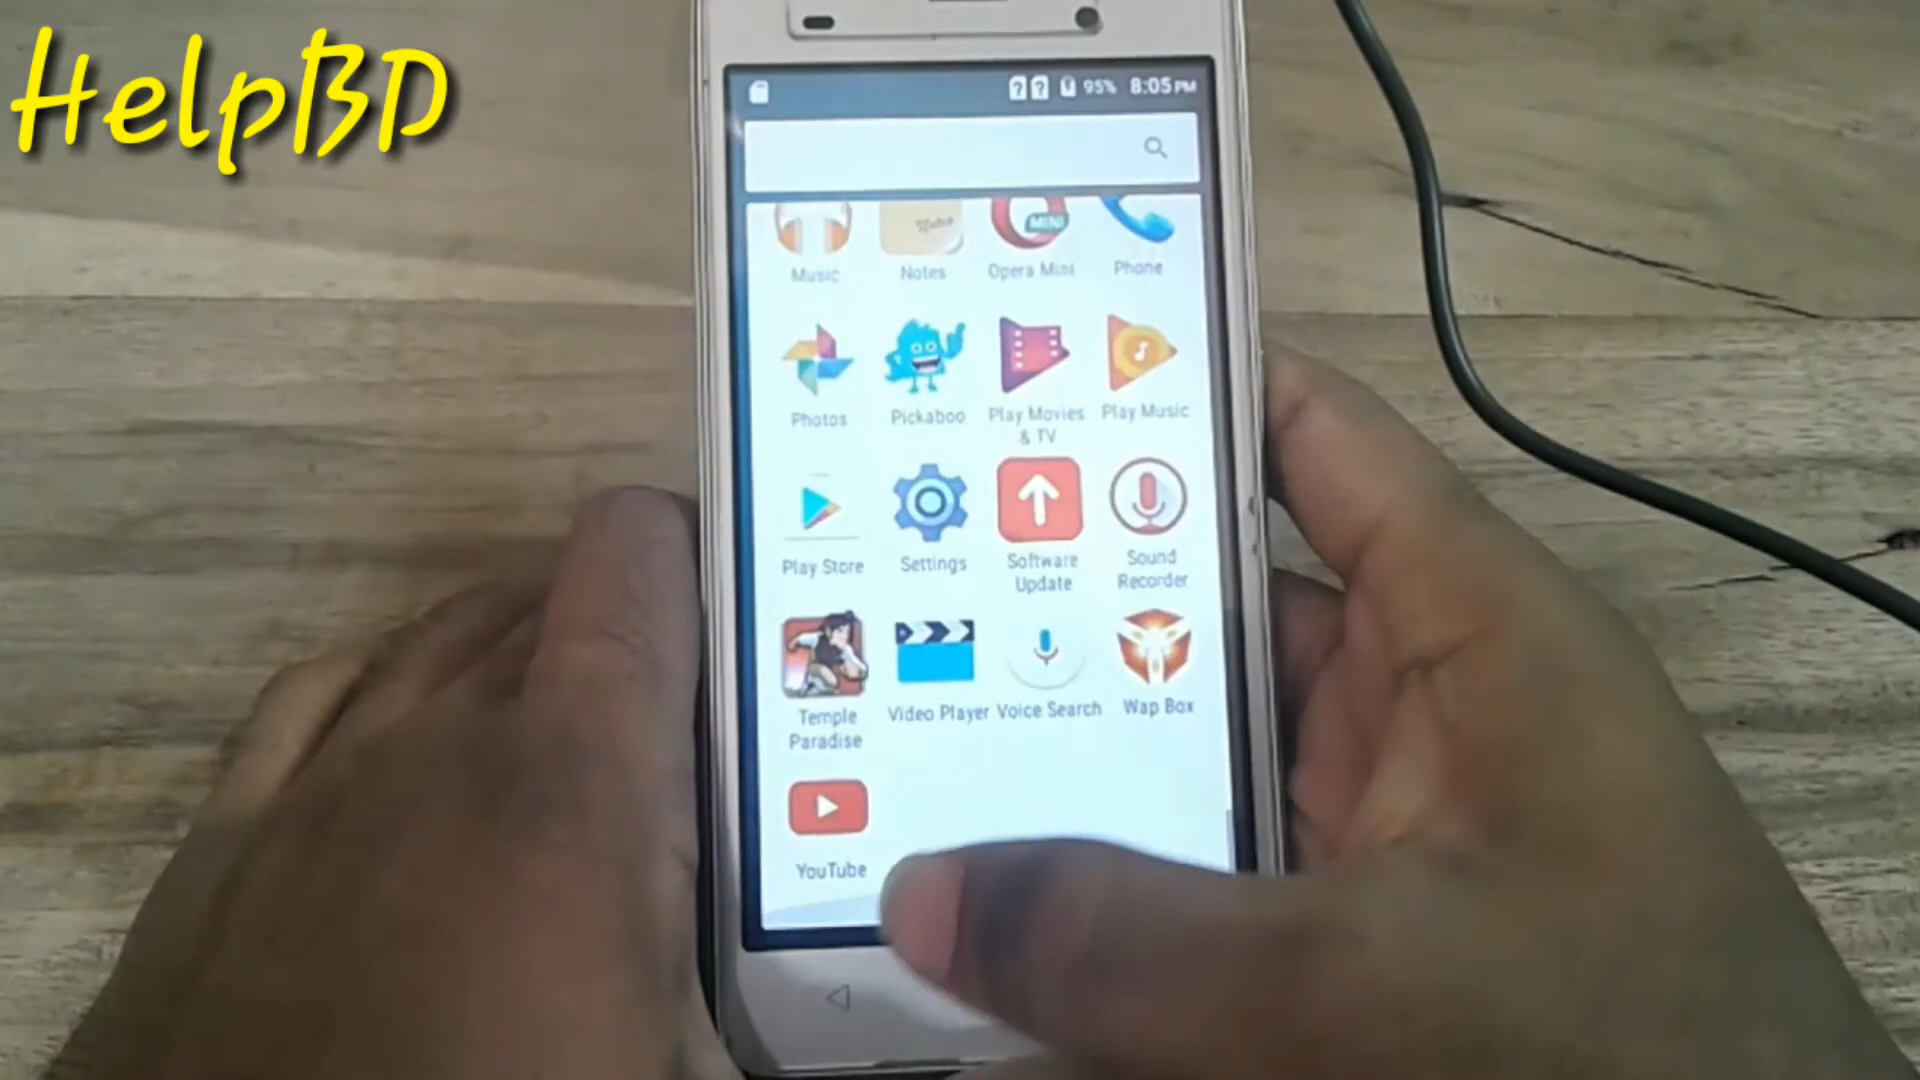 HelpBD
95% 8:05 PM
Music Notes Opera Mini Phone
MINI
Photos Pickaboo Play Movies & TV Play Music
Play Store Settings Software Update Sound Recorder
Temple Paradise Video Player Voice Search Wap Box
YouTube